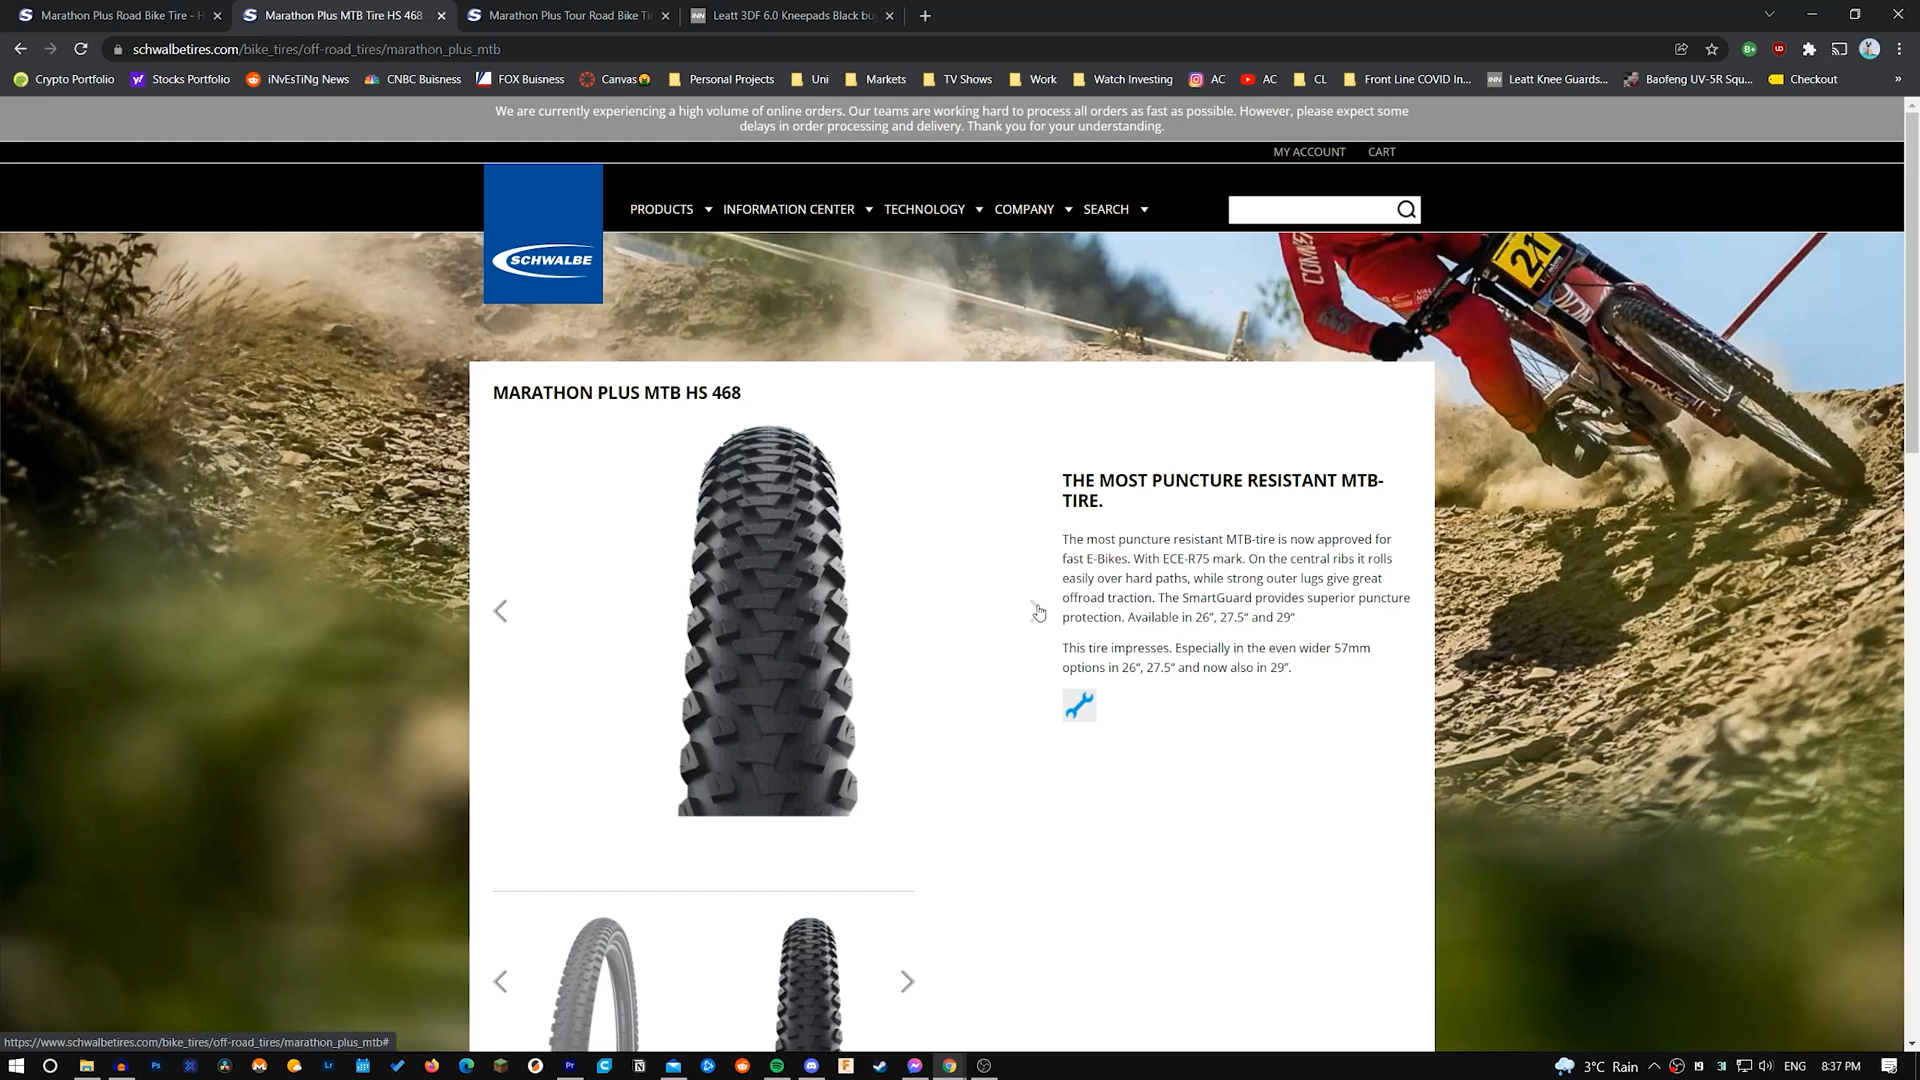 Marathon Plus Road Bike Tire - H
Marathon Plus MTB Tire HS 468 -
Marathon Plus Tour Road Bike Ti
Leatt 3DF 6.0 Kneepads Black bu
schwalbetires.com/bike_tires/off-road_tires/marathon_plus_mtb
Crypto Portfolio
Stocks Portfolio
iNvEsTiNg News
CNBC Buisness
FOX Buisness
Canvas
Personal Projects
Uni
Markets
TV Shows
Work
Watch Investing
AC
AC
CL
Front Line COVID In...
Leatt Knee Guards...
Baofeng UV-5R Squ...
Checkout
We are currently experiencing a high volume of online orders. Our teams are working hard to process all orders as fast as possible. However, please expect some
delays in order processing and delivery. Thank you for your understanding.
MY ACCOUNT
CART
PRODUCTS
INFORMATION CENTER
TECHNOLOGY
COMPANY
SEARCH
SCHWALBE
21
MARATHON PLUS MTB HS 468
THE MOST PUNCTURE RESISTANT MTB-
TIRE.
The most puncture resistant MTB-tire is now approved for
fast E-Bikes. With ECE-R75 mark. On the central ribs it rolls
easily over hard paths, while strong outer lugs give great
offroad traction. The SmartGuard provides superior puncture
protection. Available in 26“, 27.5“ and 29“
This tire impresses. Especially in the even wider 57mm
options in 26“, 27.5“ and now also in 29”.
https://www.schwalbetires.com/bike_tires/off-road_tires/marathon_plus_mtb#
3°C Rain
ENG
8:37 PM